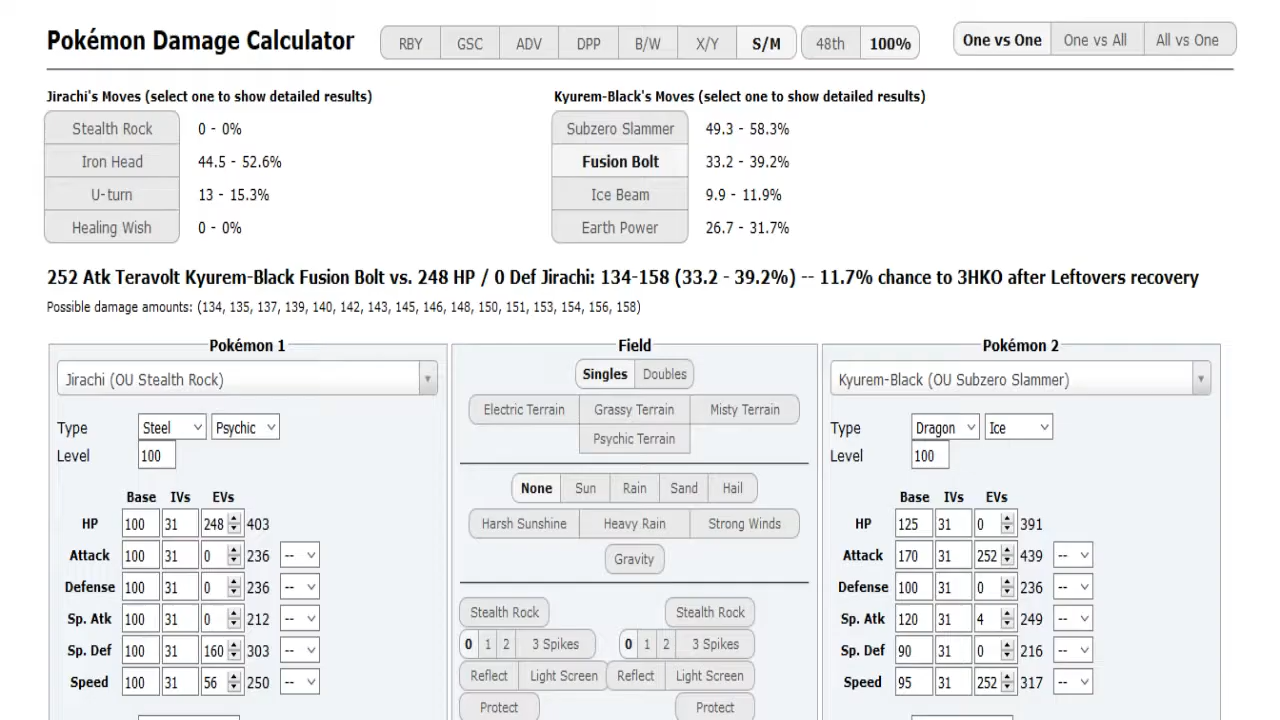 Pokémon Damage Calculator RBY GSC ADV DPP B/W X/Y S/M 48th 100% One vs One One vs All All vs One
Jirachi's Moves (select one to show detailed results) Kyurem-Black's Moves (select one to show detailed results)
Stealth Rock 0 - 0% Subzero Slammer 49.3 - 58.3%
Iron Head 44.5 - 52.6% Fusion Bolt 33.2 - 39.2%
U-turn 13 - 15.3% Ice Beam 9.9 - 11.9%
Healing Wish 0 - 0% Earth Power 26.7 - 31.7%
252 Atk Teravolt Kyurem-Black Fusion Bolt vs. 248 HP / 0 Def Jirachi: 134-158 (33.2 - 39.2%) -- 11.7% chance to 3HKO after Leftovers recovery
Possible damage amounts: (134, 135, 137, 139, 140, 142, 143, 145, 146, 148, 150, 151, 153, 154, 156, 158)
Pokémon 1
Jirachi (OU Stealth Rock)
Type Steel Psychic
Level 100
Base IVs EVs
HP 100 31 248 403
Attack 100 31 0 236 --
Defense 100 31 0 236 --
Sp. Atk 100 31 0 212 --
Sp. Def 100 31 160 303 --
Speed 100 31 56 250 --
Field
Singles Doubles
Electric Terrain Grassy Terrain Misty Terrain
Psychic Terrain
None Sun Rain Sand Hail
Harsh Sunshine Heavy Rain Strong Winds
Gravity
Stealth Rock Stealth Rock
0 1 2 3 Spikes 0 1 2 3 Spikes
Reflect Light Screen Reflect Light Screen
Protect Protect
Pokémon 2
Kyurem-Black (OU Subzero Slammer)
Type Dragon Ice
Level 100
Base IVs EVs
HP 125 31 0 391
Attack 170 31 252 439 --
Defense 100 31 0 236 --
Sp. Atk 120 31 4 249 --
Sp. Def 90 31 0 216 --
Speed 95 31 252 317 --